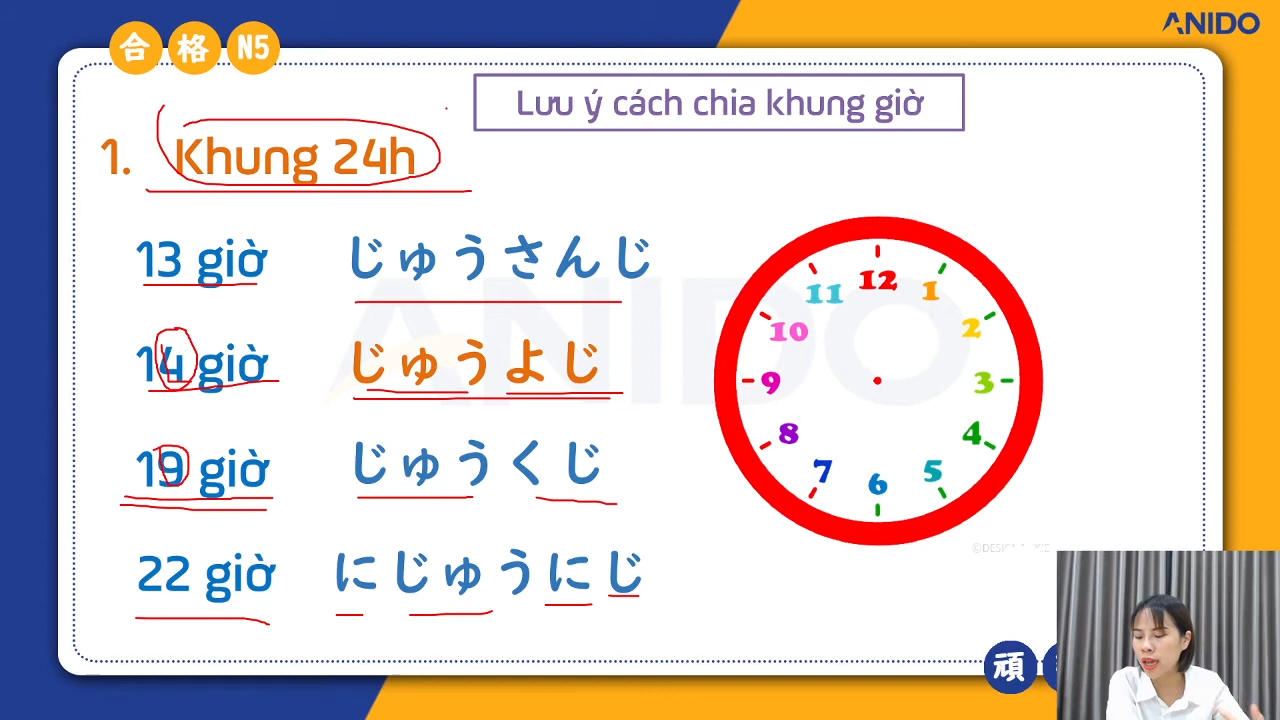 ANIDO
合格 N5
Lưu ý cách chia khung giờ
1. Khung 24h
13 giờ じゅうさんじ
14 giờ じゅうよじ
19 giờ じゅうくじ
22 giờ にじゅうにじ
ANIDO
12
11 1
10 2
9 3
8 4
7 5
6
頑